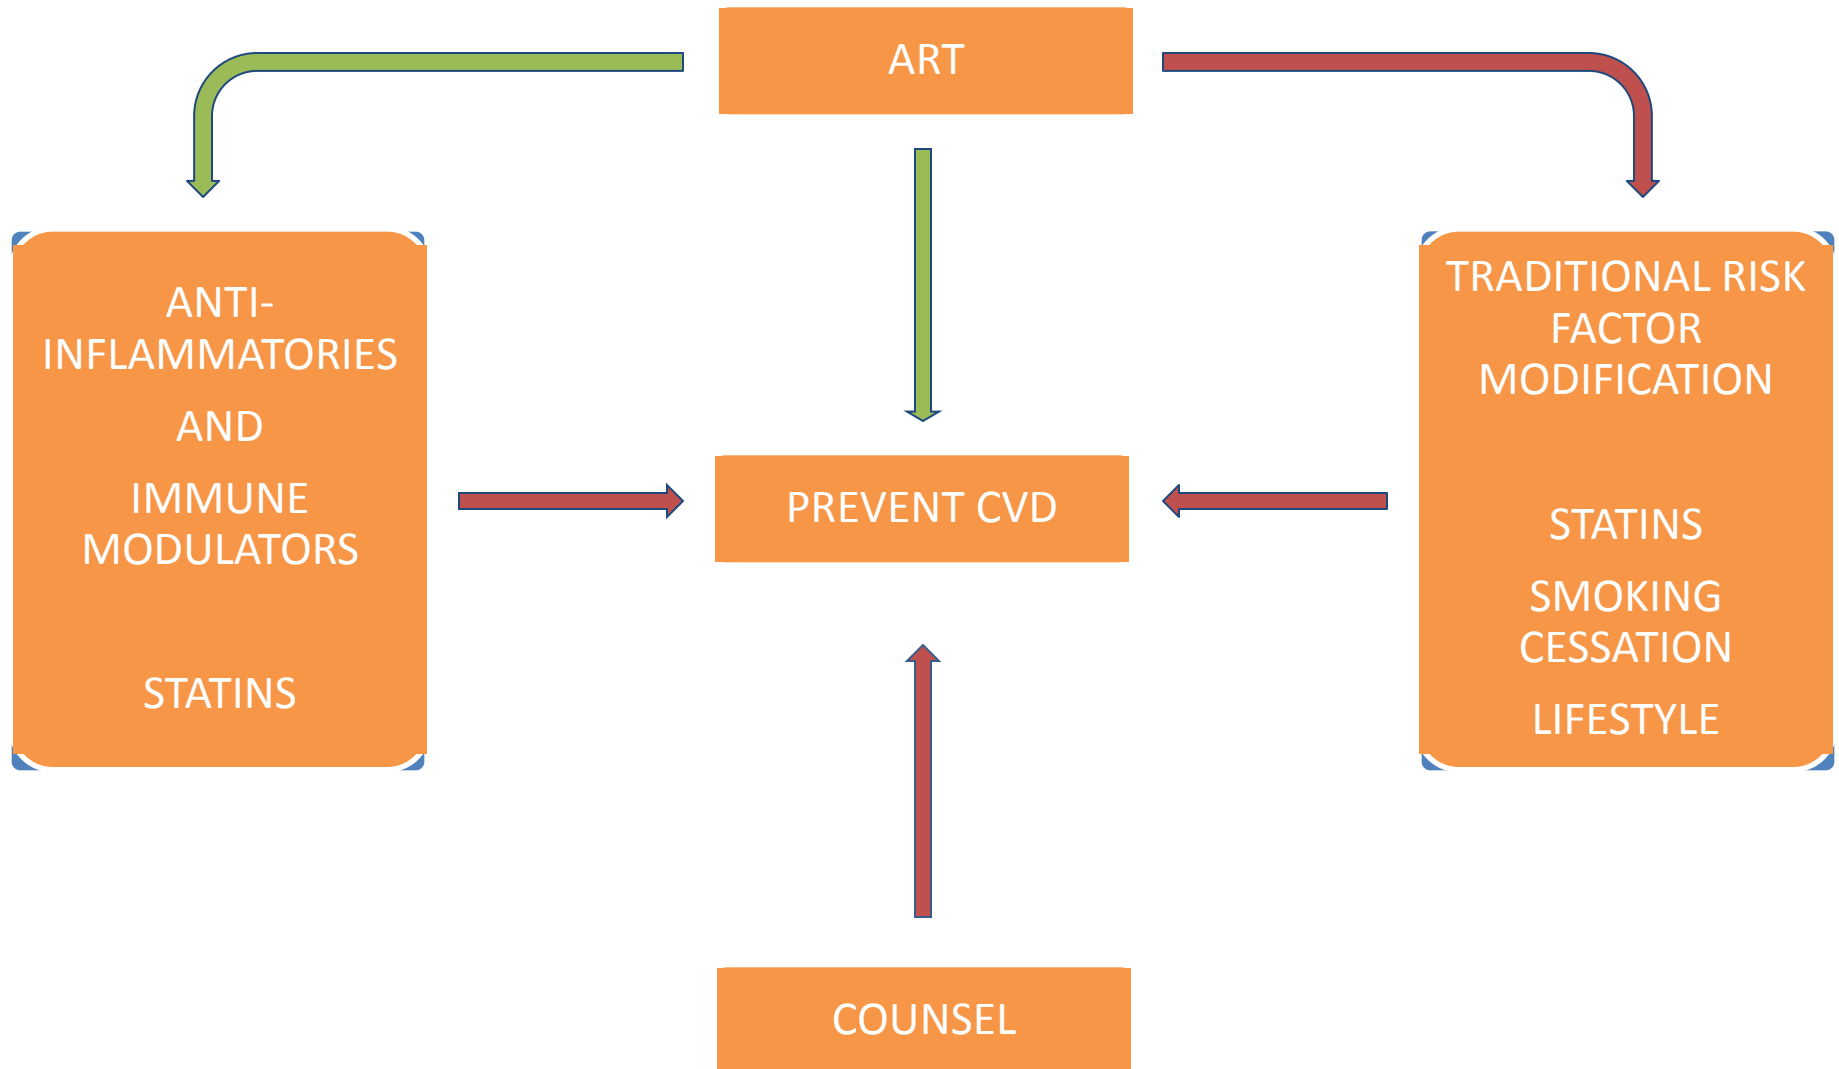 ART
ANTI-
INFLAMMATORIES
AND
IMMUNE
MODULATORS
STATINS
PREVENT CVD
TRADITIONAL RISK
FACTOR
MODIFICATION
STATINS
SMOKING
CESSATION
LIFESTYLE
COUNSEL